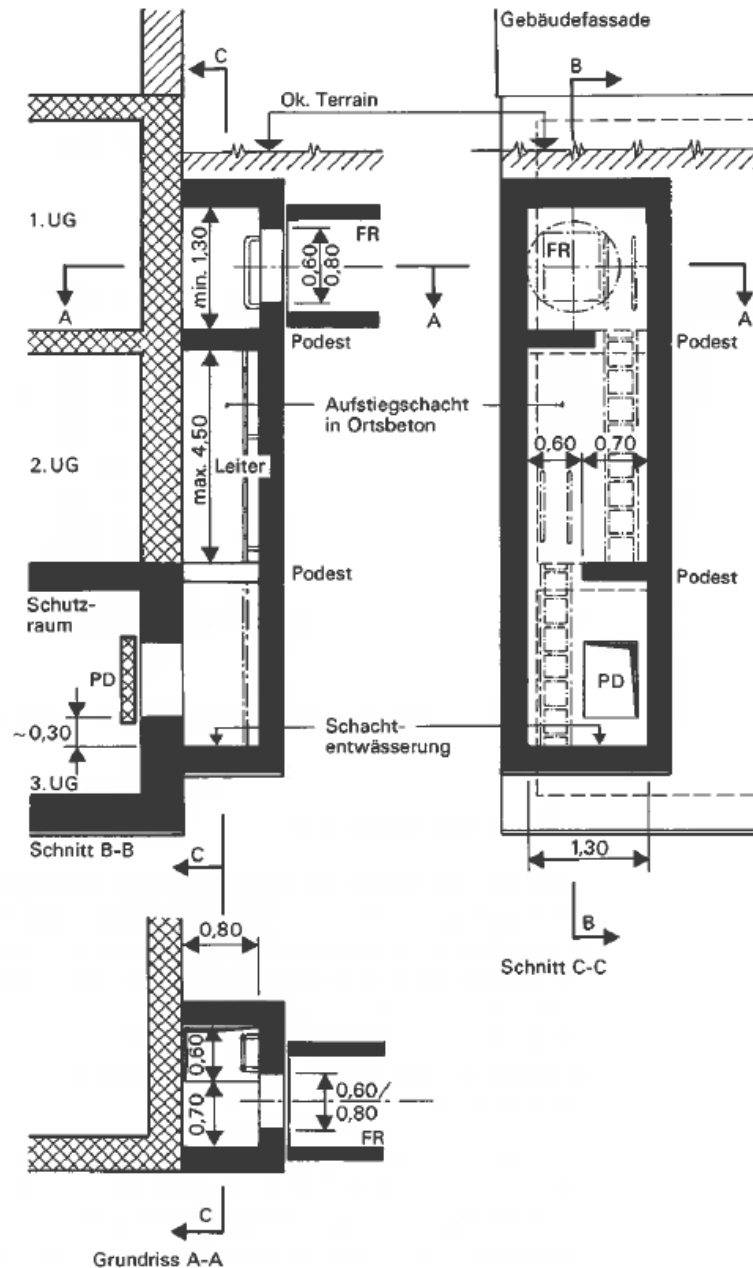 Gebäudefassade
C
B
Ok. Terrain
1. UG
min. 1,30
FR
0,60
0,80
FR
A
A
A
Podest
Podest
Aufstiegschacht
in Ortsbeton
max. 4,50
Leiter
0,60
0,70
2. UG
Podest
Podest
Schutz-
raum
PD
PD
~0,30
Schacht-
entwässerung
3. UG
Schnitt B-B
C
1,30
B
Schnitt C-C
0,80
0,60
0,70
0,60/
0,80
FR
C
Grundriss A-A